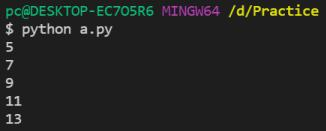 pc@DESKTOP-EC7O5R6 MINGW64 /d/Practice
$ python a.py
5
7
9
11
13